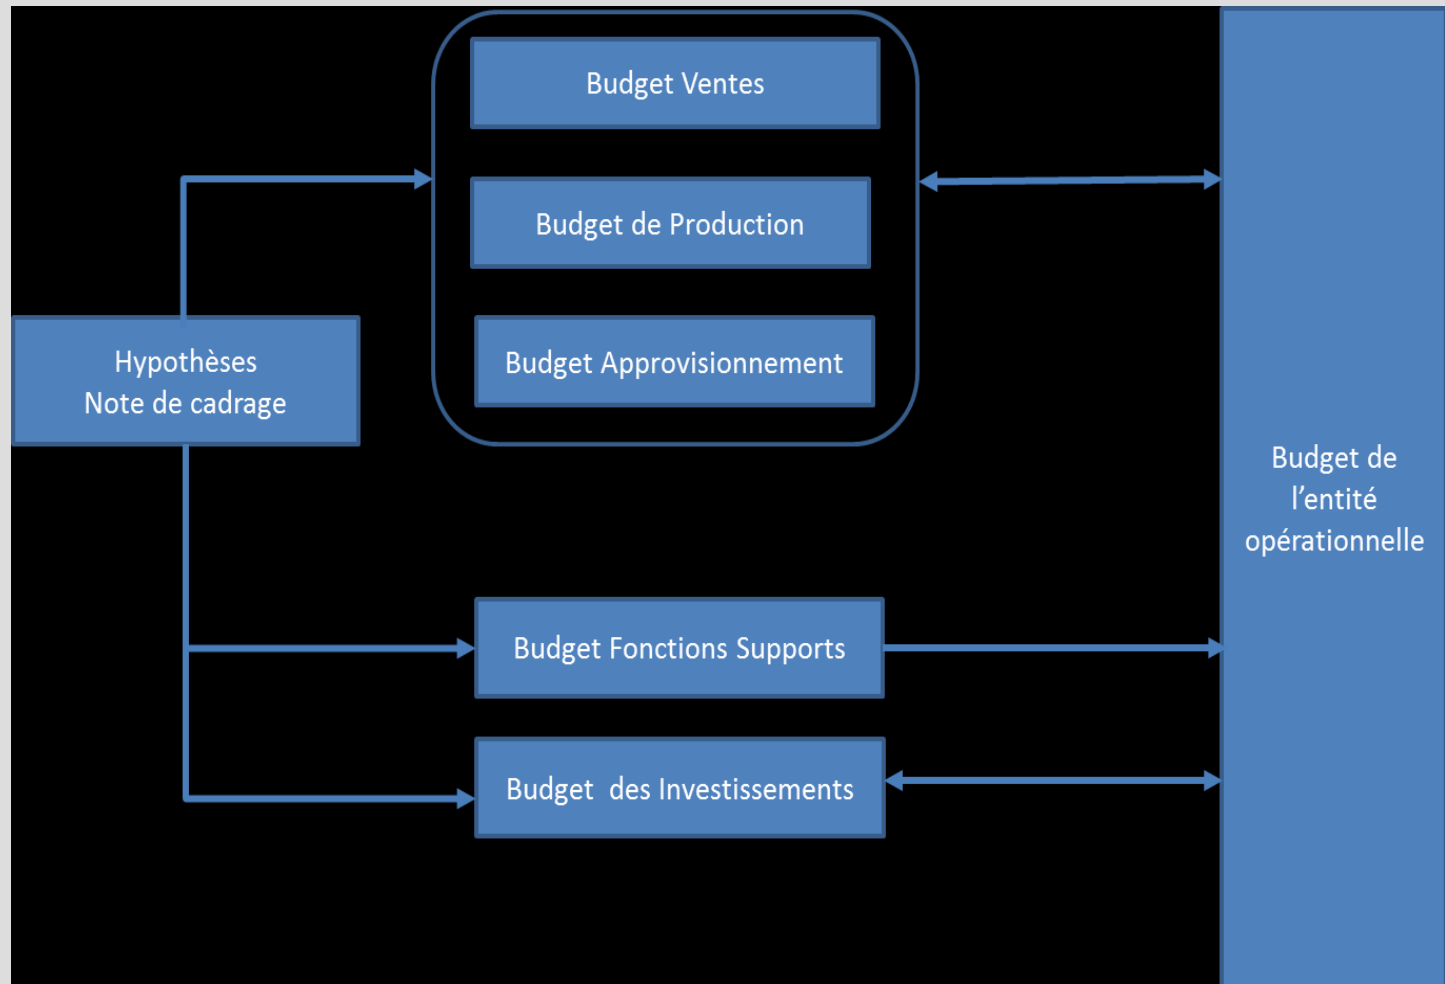 Budget Ventes
Budget de Production
Budget Approvisionnement
Hypothèses
Note de cadrage
Budget de
l’entité
opérationnelle
Budget Fonctions Supports
Budget  des Investissements